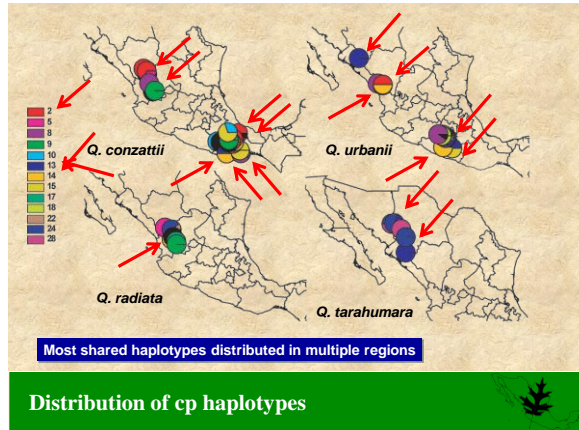 2
5
8
9
10
13
14
15
17
18
22
24
28
Q. conzattii
Q. urbanii
Q. radiata
Q. tarahumara
Most shared haplotypes distributed in multiple regions
Distribution of cp haplotypes